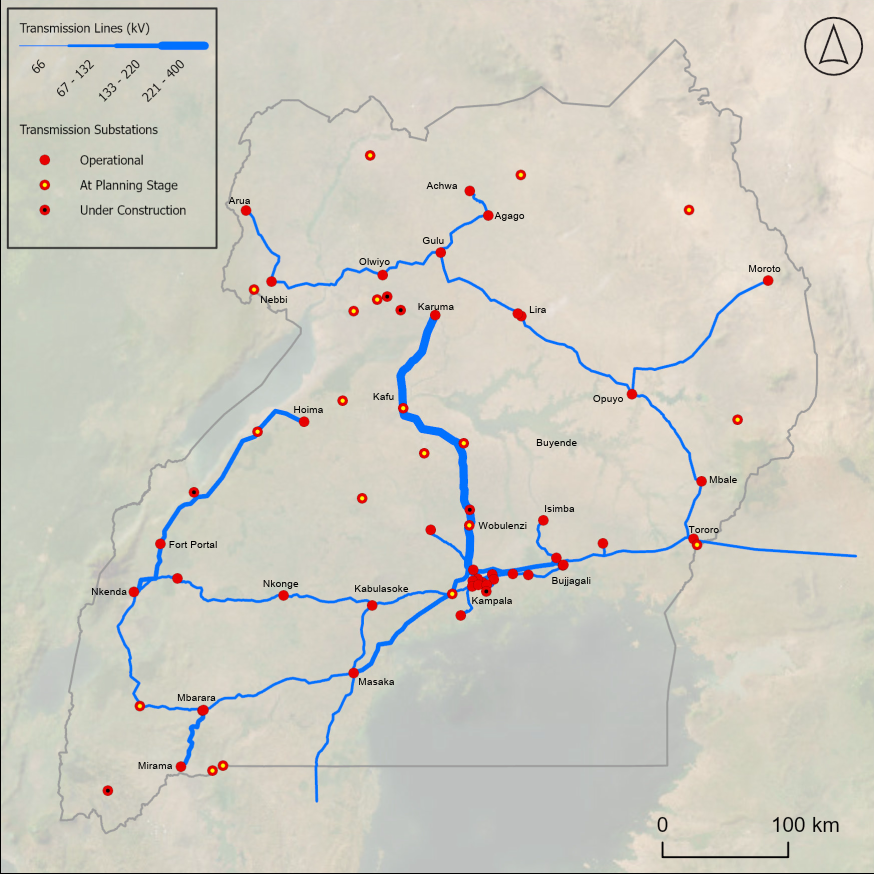 Transmission Lines (kV)
66
67 - 132
133 - 220
221 - 400
Transmission Substations
Operational
At Planning Stage
Under Construction
Achwa
Arua
Agago
Gulu
Olwiyo
Moroto
Nebbi
Karuma
Lira
Kafu
Opuyo
Hoima
Buyende
Mbale
Isimba
Wobulenzi
Tororo
Fort Portal
Bujjagali
Nkenda
Nkonge
Kabulasoke
Kampala
Masaka
Mbarara
Mirama
0
100 km